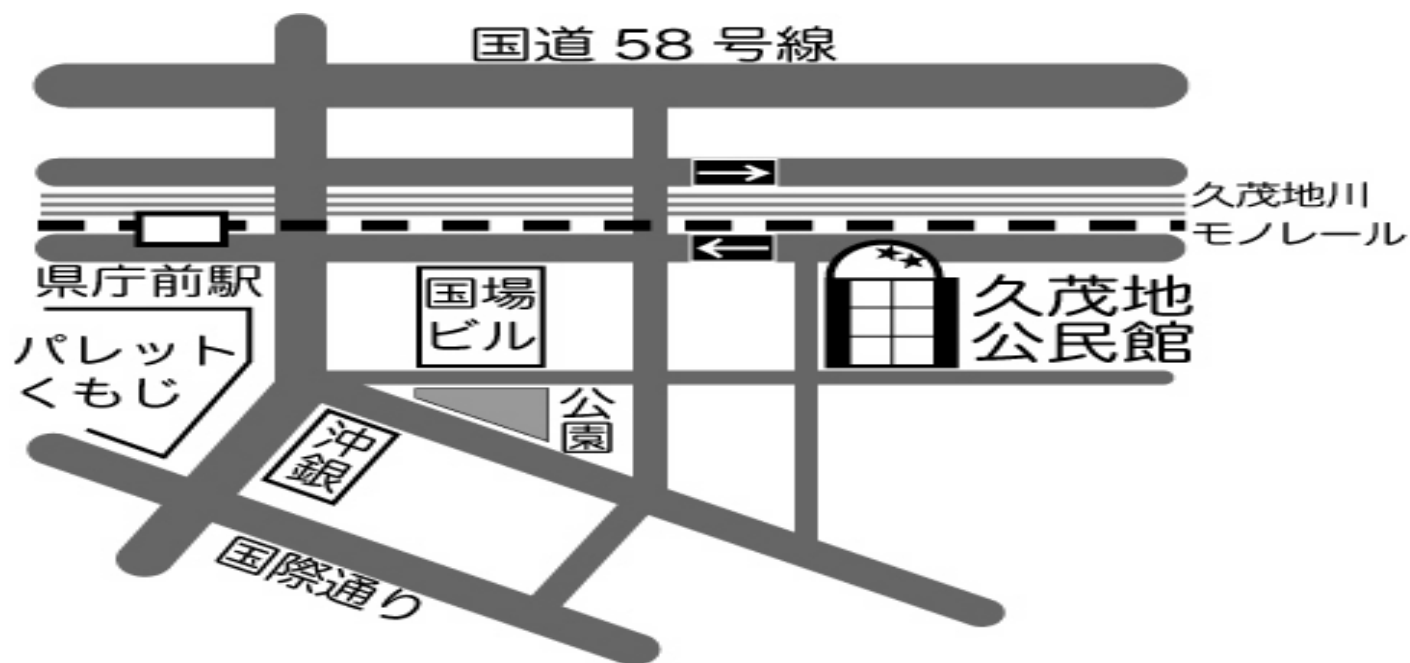 国道 58 号線
久茂地川
モノレール
県庁前駅
国場
ビル
久茂地
公民館
パレット
くもじ
公
園
沖
銀
国際通り